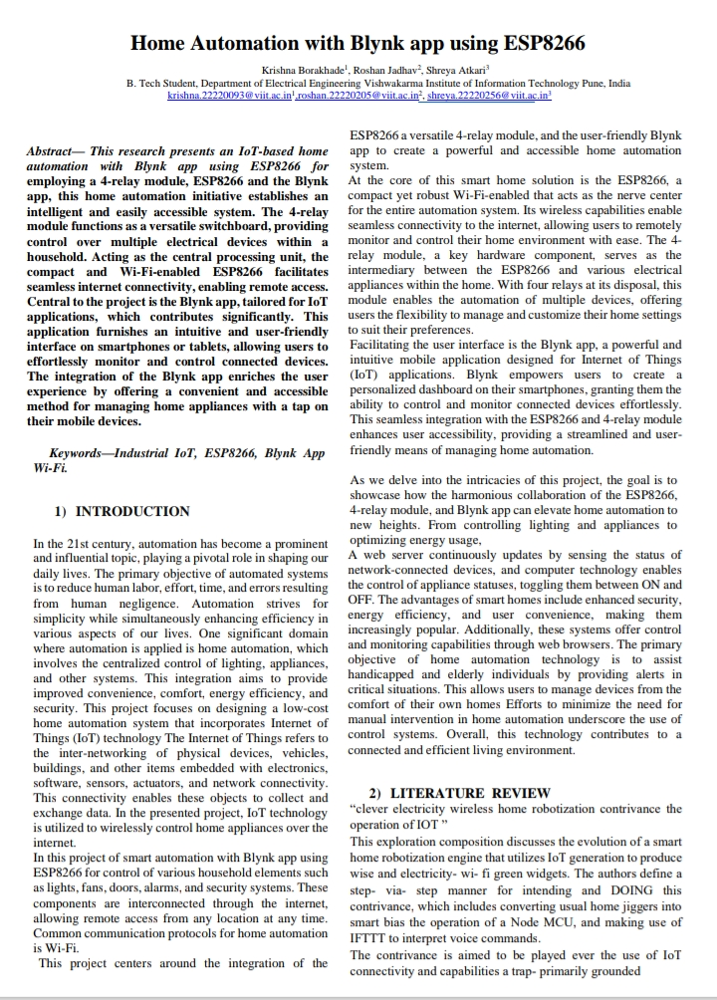 Home Automation with Blynk app using ESP8266
Krishna Borakhade1, Roshan Jadhav2, Shreya Atkari3
B. Tech Student, Department of Electrical Engineering Vishwakarma Institute of Information Technology Pune, India
krishna.22220093@viit.ac.in1,roshan.22220205@viit.ac.in2, shreya.22220256@viit.ac.in3
Abstract— This research presents an IoT-based home
automation with Blynk app using ESP8266 for
employing a 4-relay module, ESP8266 and the Blynk
app, this home automation initiative establishes an
intelligent and easily accessible system. The 4-relay
module functions as a versatile switchboard, providing
control over multiple electrical devices within a
household. Acting as the central processing unit, the
compact and Wi-Fi-enabled ESP8266 facilitates
seamless internet connectivity, enabling remote access.
Central to the project is the Blynk app, tailored for IoT
applications, which contributes significantly. This
application furnishes an intuitive and user-friendly
interface on smartphones or tablets, allowing users to
effortlessly monitor and control connected devices.
The integration of the Blynk app enriches the user
experience by offering a convenient and accessible
method for managing home appliances with a tap on
their mobile devices.
Keywords—Industrial IoT, ESP8266, Blynk App
Wi-Fi.
1) INTRODUCTION
In the 21st century, automation has become a prominent
and influential topic, playing a pivotal role in shaping our
daily lives. The primary objective of automated systems
is to reduce human labor, effort, time, and errors resulting
from human negligence. Automation strives for
simplicity while simultaneously enhancing efficiency in
various aspects of our lives. One significant domain
where automation is applied is home automation, which
involves the centralized control of lighting, appliances,
and other systems. This integration aims to provide
improved convenience, comfort, energy efficiency, and
security. This project focuses on designing a low-cost
home automation system that incorporates Internet of
Things (IoT) technology The Internet of Things refers to
the inter-networking of physical devices, vehicles,
buildings, and other items embedded with electronics,
software, sensors, actuators, and network connectivity.
This connectivity enables these objects to collect and
exchange data. In the presented project, IoT technology
is utilized to wirelessly control home appliances over the
internet.
In this project of smart automation with Blynk app using
ESP8266 for control of various household elements such
as lights, fans, doors, alarms, and security systems. These
components are interconnected through the internet,
allowing remote access from any location at any time.
Common communication protocols for home automation
is Wi-Fi.
This project centers around the integration of the
ESP8266 a versatile 4-relay module, and the user-friendly Blynk
app to create a powerful and accessible home automation
system.
At the core of this smart home solution is the ESP8266, a
compact yet robust Wi-Fi-enabled that acts as the nerve center
for the entire automation system. Its wireless capabilities enable
seamless connectivity to the internet, allowing users to remotely
monitor and control their home environment with ease. The 4-
relay module, a key hardware component, serves as the
intermediary between the ESP8266 and various electrical
appliances within the home. With four relays at its disposal, this
module enables the automation of multiple devices, offering
users the flexibility to manage and customize their home settings
to suit their preferences.
Facilitating the user interface is the Blynk app, a powerful and
intuitive mobile application designed for Internet of Things
(IoT) applications. Blynk empowers users to create a
personalized dashboard on their smartphones, granting them the
ability to control and monitor connected devices effortlessly.
This seamless integration with the ESP8266 and 4-relay module
enhances user accessibility, providing a streamlined and user-
friendly means of managing home automation.
As we delve into the intricacies of this project, the goal is to
showcase how the harmonious collaboration of the ESP8266,
4-relay module, and Blynk app can elevate home automation to
new heights. From controlling lighting and appliances to
optimizing energy usage,
A web server continuously updates by sensing the status of
network-connected devices, and computer technology enables
the control of appliance statuses, toggling them between ON and
OFF. The advantages of smart homes include enhanced security,
energy efficiency, and user convenience, making them
increasingly popular. Additionally, these systems offer control
and monitoring capabilities through web browsers. The primary
objective of home automation technology is to assist
handicapped and elderly individuals by providing alerts in
critical situations. This allows users to manage devices from the
comfort of their own homes Efforts to minimize the need for
manual intervention in home automation underscore the use of
control systems. Overall, this technology contributes to a
connected and efficient living environment.
2) LITERATURE REVIEW
“clever electricity wireless home robotization contrivance the
operation of IOT ”
This exploration composition discusses the evolution of a smart
home robotization engine that utilizes IoT generation to produce
wise and electricity- wi- fi green widgets. The authors define a
step- via- step manner for intending and DOING this
contrivance, which includes converting usual home jiggers into
smart bias the operation of a Node MCU, and making use of
IFTTT to interpret voice commands.
The contrivance is aimed to be played ever the use of IoT
connectivity and capabilities a trap- primarily grounded